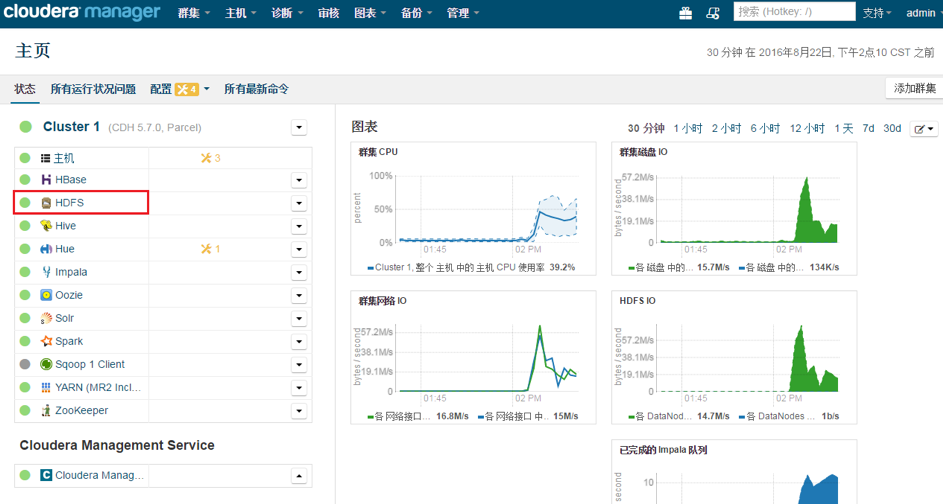 cloudera manager 群集 主机 诊断 审核 图表 备份 管理 搜索 (Hotkey: /) 支持 admin
主页
30 分钟 在 2016年8月22日, 下午2点10 CST 之前
状态 所有运行状况问题 配置 4 所有最新命令 添加群集
Cluster 1 (CDH 5.7.0, Parcel)
主机 3
HBase
HDFS
Hive
Hue 1
Impala
Oozie
Solr
Spark
Sqoop 1 Client
YARN (MR2 Incl...
ZooKeeper
Cloudera Management Service
Cloudera Manag...
图表
30 分钟 1 小时 2 小时 6 小时 12 小时 1 天 7d 30d
群集 CPU
percent
100%
50%
0%
01:45 02 PM
Cluster 1, 整个 主机 中的 主机 CPU 使用率 39.2%
群集磁盘 IO
bytes / second
57.2M/s
38.1M/s
19.1M/s
0
01:45 02 PM
各 磁盘 中的... 15.7M/s 各 磁盘 中的... 134K/s
群集网络 IO
bytes / second
57.2M/s
38.1M/s
19.1M/s
0
01:45 02 PM
各 网络接口... 16.8M/s 各 网络接口 中... 15M/s
HDFS IO
bytes / second
57.2M/s
38.1M/s
19.1M/s
0
01:45 02 PM
各 DataNod... 14.7M/s 各 DataNodes ... 1b/s
已完成的 Impala 队列
10